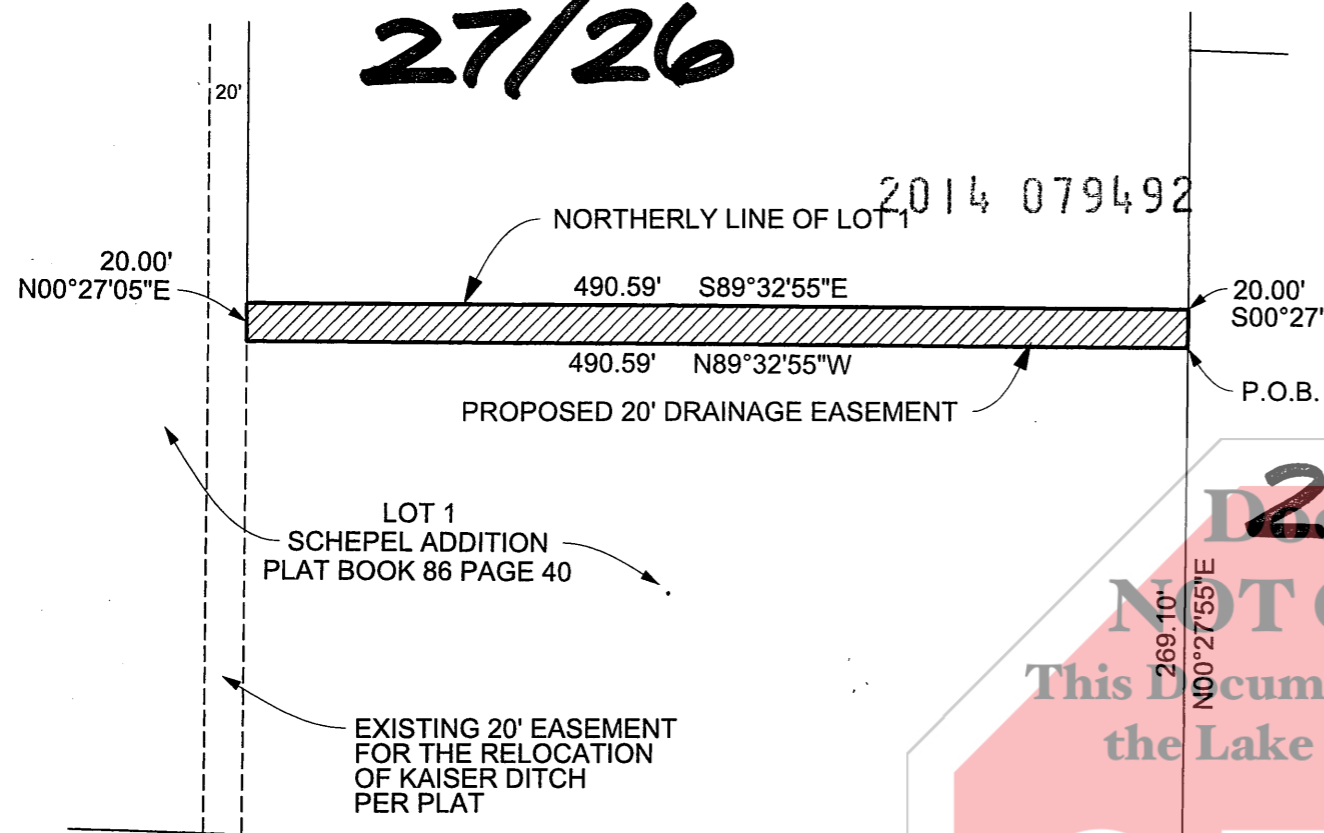 27/26
20'
2014 079492
NORTHERLY LINE OF LOT 1
20.00'
N00°27'05"E
490.59' S89°32'55"E
20.00'
S00°27'
490.59' N89°32'55"W
P.O.B.
PROPOSED 20' DRAINAGE EASEMENT
LOT 1
SCHEPEL ADDITION
PLAT BOOK 86 PAGE 40
269.10'
N00°27'55"E
NOT
This Docum
the Lake
EXISTING 20' EASEMENT
FOR THE RELOCATION
OF KAISER DITCH
PER PLAT